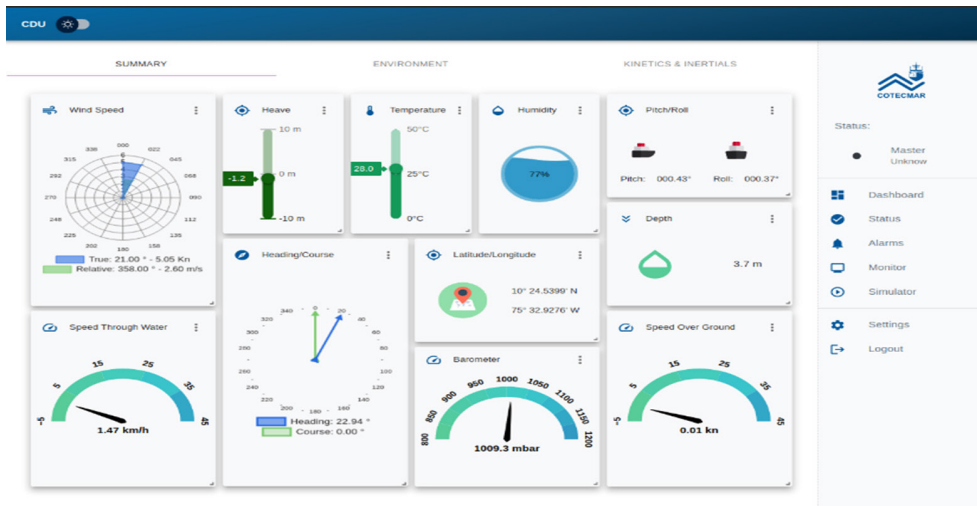 CDU
SUMMARY
ENVIRONMENT
KINETICS & INERTIALS
Wind Speed
000
022
045
068
090
112
135
158
180
202
225
248
270
292
315
338
6
True: 21.00 ° - 5.05 Kn
Relative: 358.00 ° - 2.60 m/s
Heave
10 m
0 m
-10 m
-1.2
Temperature
50°C
25°C
0°C
28.0
Humidity
77%
Pitch/Roll
Pitch: 000.43° Roll: 000.37°
Depth
3.7 m
Heading/Course
0
20
40
60
80
100
120
140
160
180
200
220
240
260
280
300
320
340
Heading: 22.94 °
Course: 0.00 °
Latitude/Longitude
10° 24.5399' N
75° 32.9276' W
Speed Through Water
-5
5
15
25
35
45
1.47 km/h
Barometer
800
850
900
950
1000
1050
1100
1150
1200
1009.3 mbar
Speed Over Ground
-5
5
15
25
35
45
0.01 kn
COTECMAR
Status:
Master
Unknow
Dashboard
Status
Alarms
Monitor
Simulator
Settings
Logout